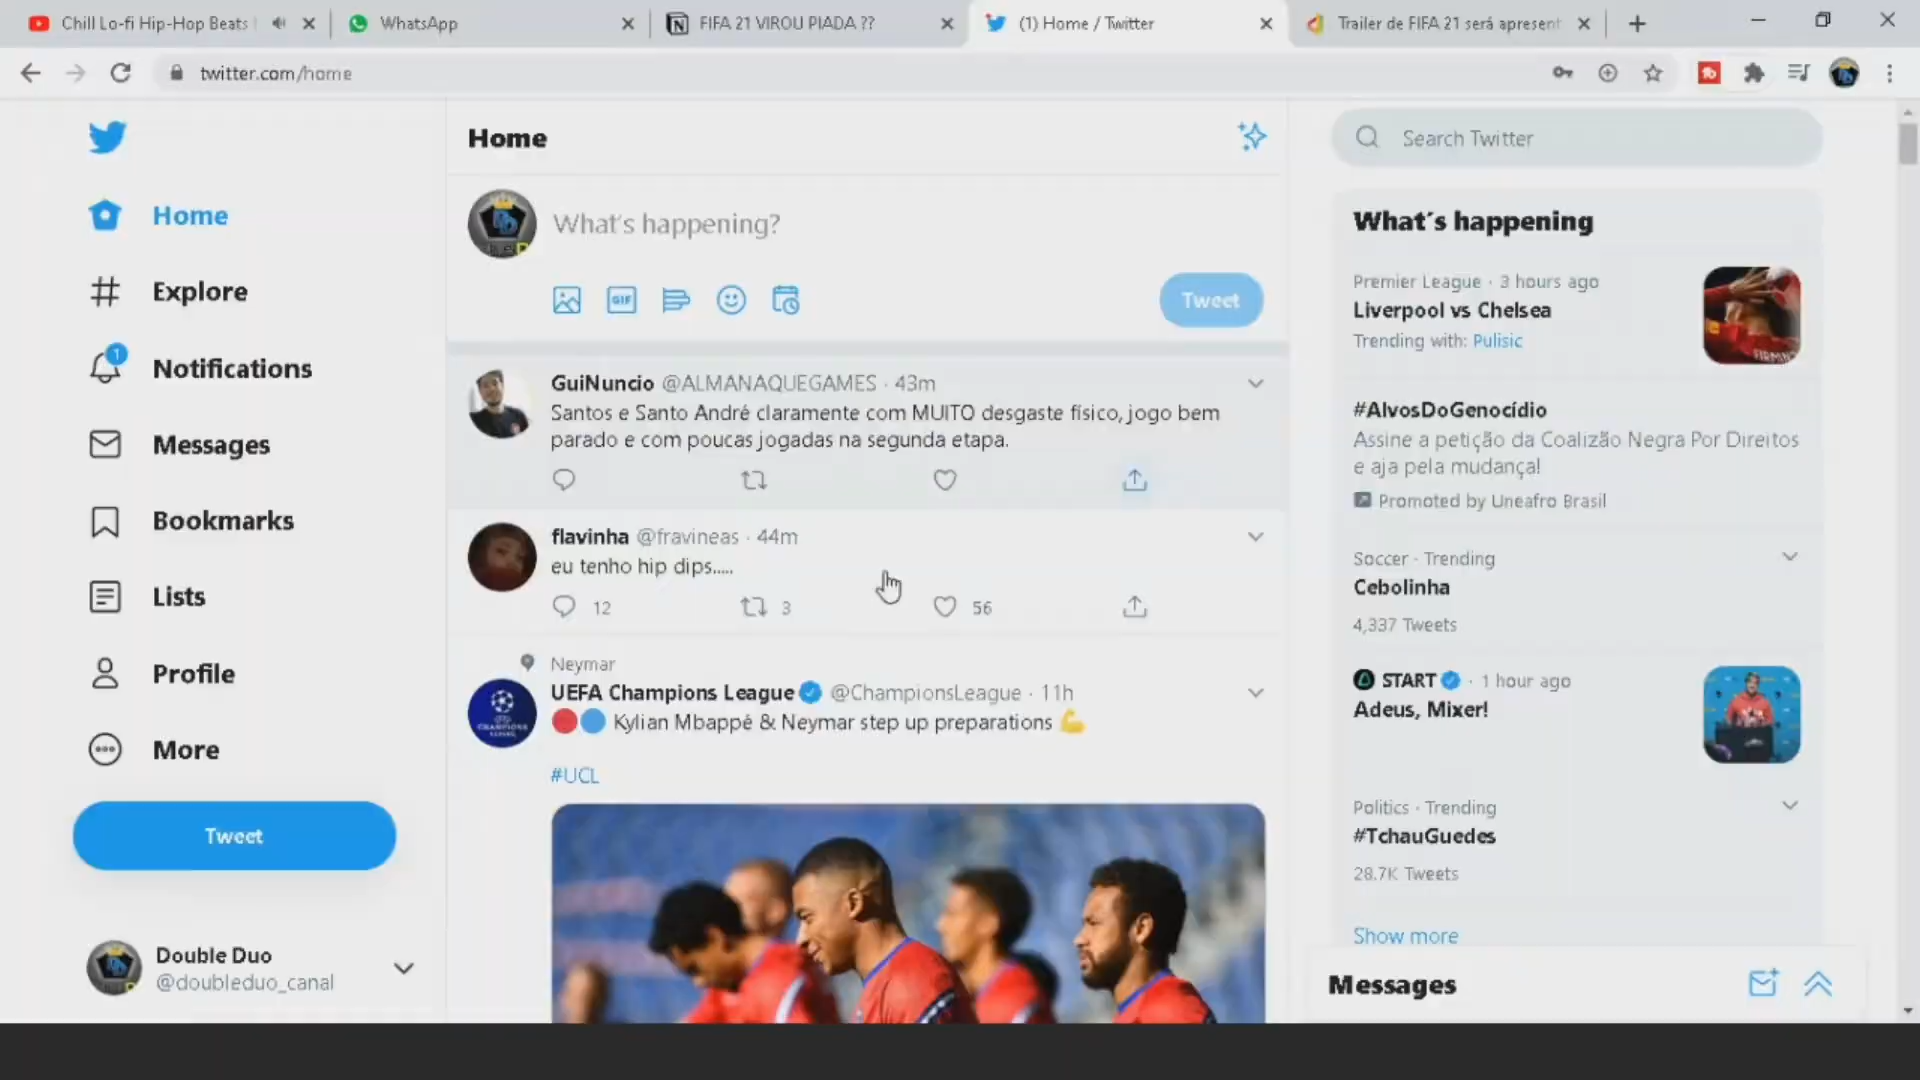 Chill Lo-fi Hip-Hop Beats
WhatsApp
FIFA 21 VIROU PIADA ??
(1) Home / Twitter
Trailer de FIFA 21 será apresent
twitter.com/home
Home
Explore
1
Notifications
Messages
Bookmarks
Lists
Profile
More
Tweet
Double Duo
@doubleduo_canal
Home
What's happening?
GIF
Tweet
GuiNuncio @ALMANAQUEGAMES · 43m
Santos e Santo André claramente com MUITO desgaste físico, jogo bem
parado e com poucas jogadas na segunda etapa.
flavinha @fravineas · 44m
eu tenho hip dips.....
12 3 56
Neymar
UEFA Champions League @ChampionsLeague · 11h
🔴🔵 Kylian Mbappé & Neymar step up preparations 💪
#UCL
Search Twitter
What's happening
Premier League · 3 hours ago
Liverpool vs Chelsea
Trending with: Pulisic
#AlvosDoGenocídio
Assine a petição da Coalizão Negra Por Direitos
e aja pela mudança!
Promoted by Uneafro Brasil
Soccer · Trending
Cebolinha
4,337 Tweets
START · 1 hour ago
Adeus, Mixer!
Politics · Trending
#TchauGuedes
28.7K Tweets
Show more
Messages